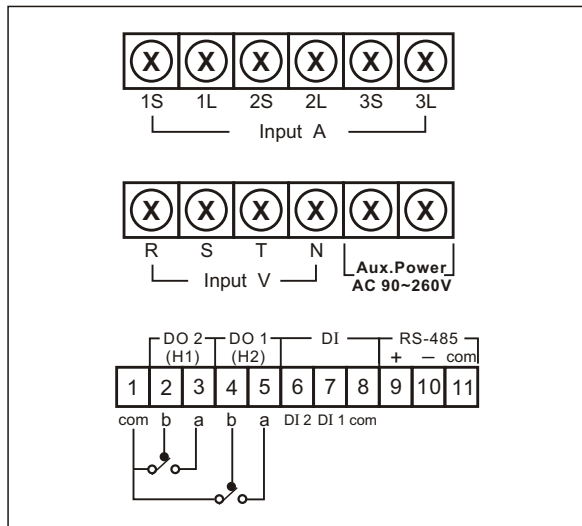 X X X X X X
1S 1L 2S 2L 3S 3L
Input A
X X X X X X
R S T N
Input V
Aux.Power
AC 90~260V
DO 2 DO 1 DI RS-485
(H1) (H2) + − com
1 2 3 4 5 6 7 8 9 10 11
com b a b a DI 2 DI 1 com